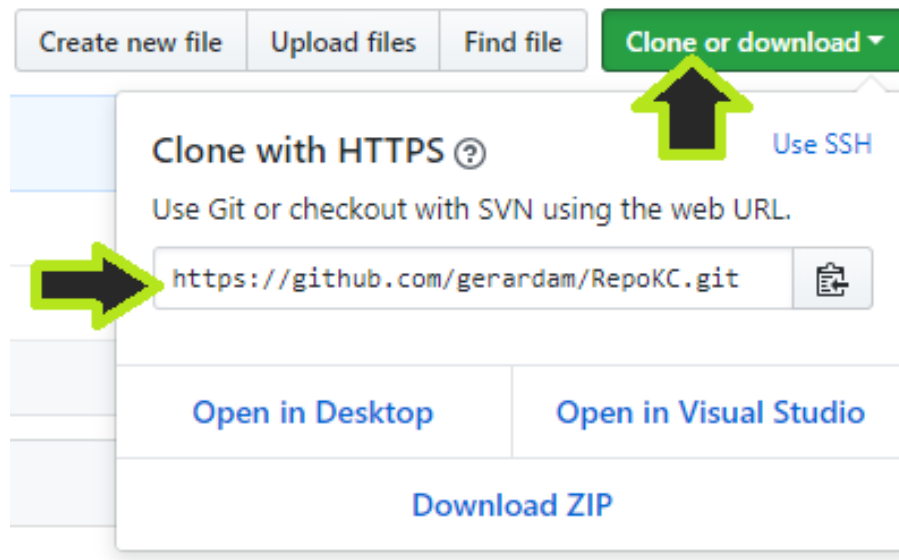 Create new file Upload files Find file Clone or download
Clone with HTTPS ? Use SSH
Use Git or checkout with SVN using the web URL.
https://github.com/gerardam/RepoKC.git
Open in Desktop Open in Visual Studio
Download ZIP